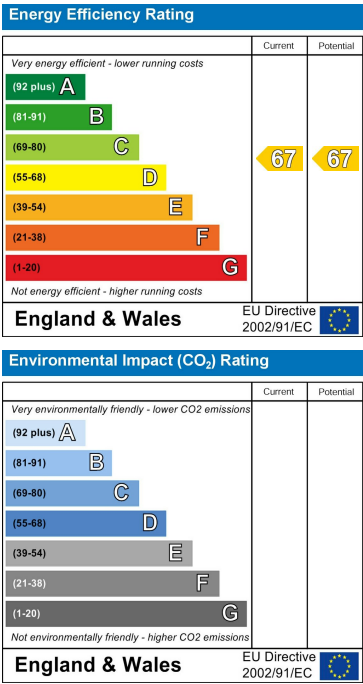 Energy Efficiency Rating
Current Potential
Very energy efficient - lower running costs
(92 plus) A
(81-91) B
(69-80) C
67 67
(55-68) D
(39-54) E
(21-38) F
(1-20) G
Not energy efficient - higher running costs
England & Wales
EU Directive
2002/91/EC
Environmental Impact (CO₂) Rating
Current Potential
Very environmentally friendly - lower CO2 emissions
(92 plus) A
(81-91) B
(69-80) C
(55-68) D
(39-54) E
(21-38) F
(1-20) G
Not environmentally friendly - higher CO2 emissions
England & Wales
EU Directive
2002/91/EC